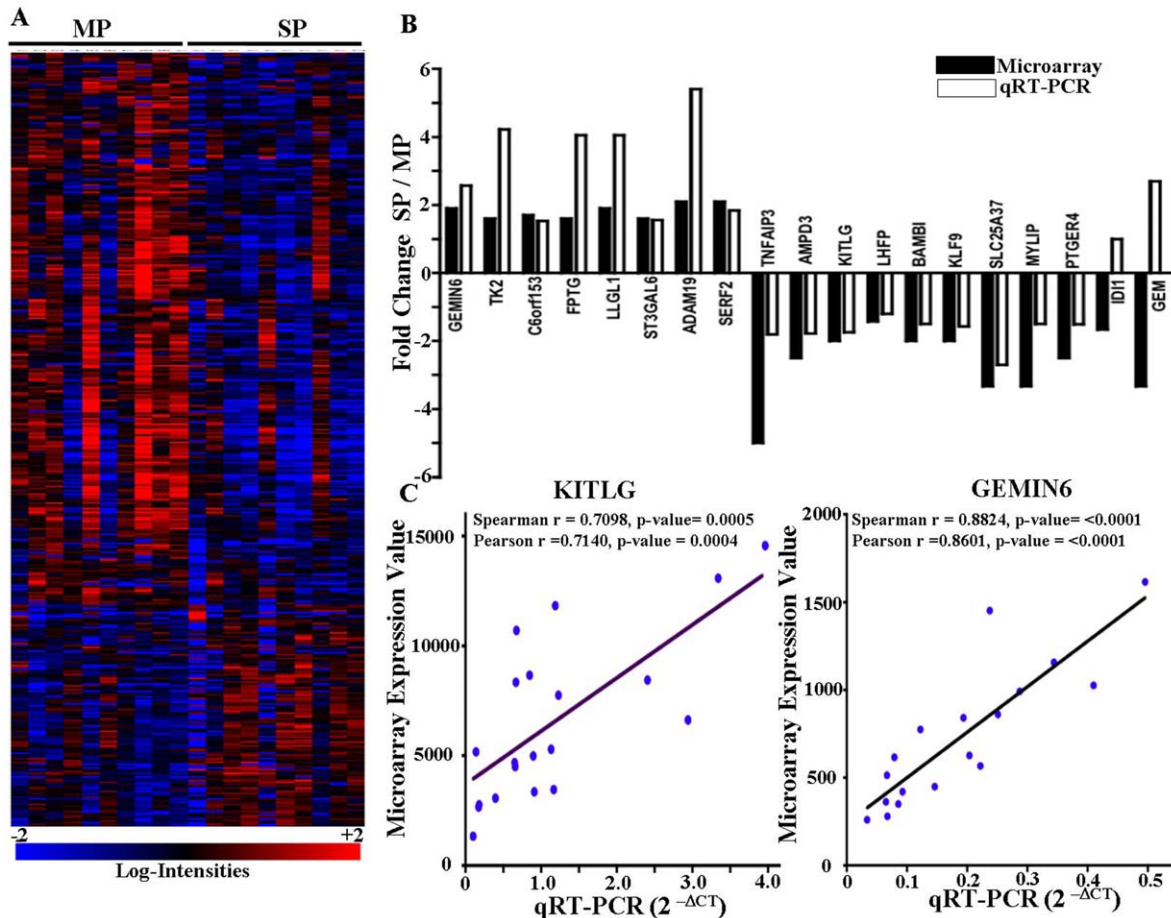 A
MP SP
-2 +2
Log-Intensities
B
Microarray
qRT-PCR
Fold Change SP / MP
6
4
2
0
-2
-4
-6
GEMIN6
TK2
C6orf153
FPTG
LLGL1
ST3GAL6
ADAM19
SERF2
TNFAIP3
AMPD3
KITLG
LHFP
BAMBI
KLF9
SLC25A37
MYLIP
PTGER4
IDI1
GEM
C
KITLG
Spearman r = 0.7098, p-value= 0.0005
Pearson r =0.7140, p-value = 0.0004
Microarray Expression Value
15000
10000
5000
0
0 1.0 2.0 3.0 4.0
qRT-PCR (2 –ΔCT)
GEMIN6
Spearman r = 0.8824, p-value= <0.0001
Pearson r =0.8601, p-value = <0.0001
Microarray Expression Value
2000
1500
1000
500
0
0 0.1 0.2 0.3 0.4 0.5
qRT-PCR (2 –ΔCT)